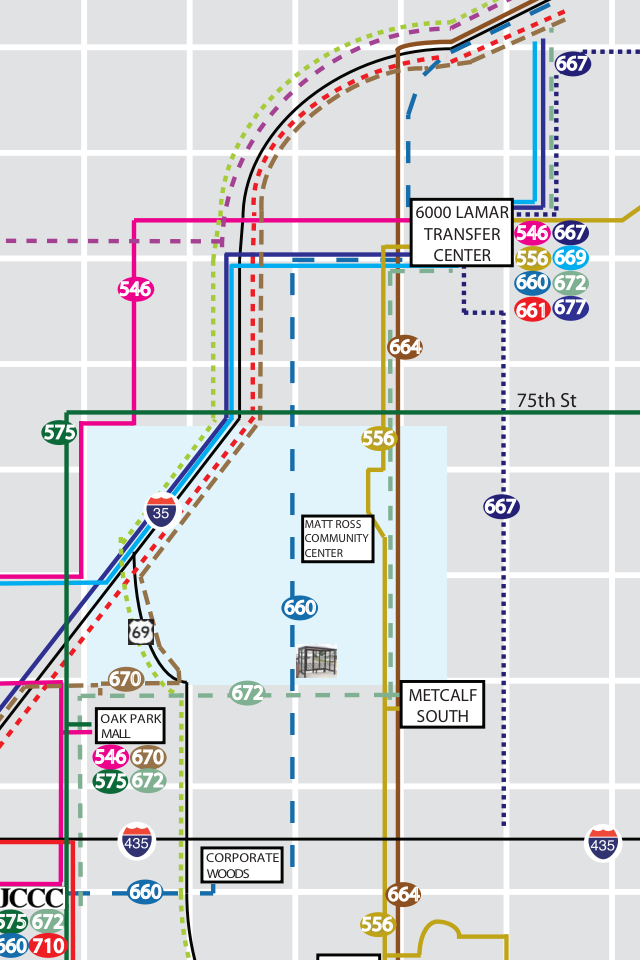 667
6000 LAMAR
TRANSFER
CENTER
546 667
556 669
660 672
661 677
546
664
75th St
575
556
35
667
MATT ROSS
COMMUNITY
CENTER
660
69
670
672
METCALF
SOUTH
OAK PARK
MALL
546 670
575 672
435
435
CORPORATE
WOODS
660
664
JCCC
575 672
660 710
556